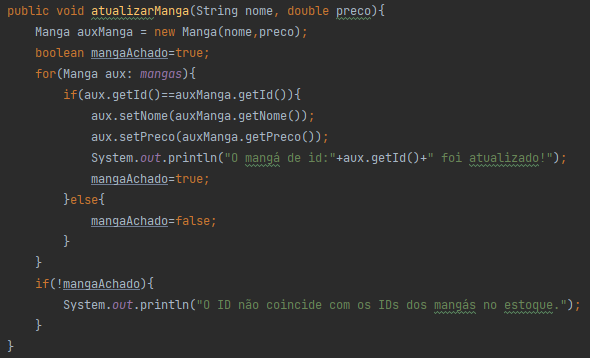 public void atualizarManga(String nome, double preco){
    Manga auxManga = new Manga(nome,preco);
    boolean mangaAchado=true;
    for(Manga aux: mangas){
        if(aux.getId()==auxManga.getId()){
            aux.setNome(auxManga.getNome());
            aux.setPreco(auxManga.getPreco());
            System.out.println("O mangá de id:"+aux.getId()+" foi atualizado!");
            mangaAchado=true;
        }else{
            mangaAchado=false;
        }
    }
    if(!mangaAchado){
        System.out.println("O ID não coincide com os IDs dos mangás no estoque.");
    }
}